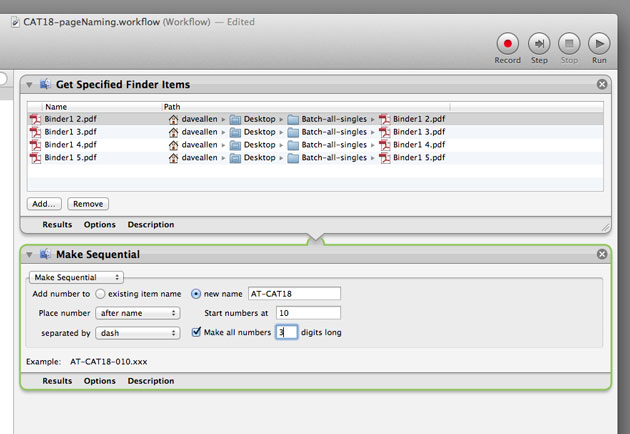 CAT18-pageNaming.workflow (Workflow) — Edited
Record Step Stop Run
Get Specified Finder Items
Name Path
Binder1 2.pdf daveallen Desktop Batch-all-singles Binder1 2.pdf
Binder1 3.pdf daveallen Desktop Batch-all-singles Binder1 3.pdf
Binder1 4.pdf daveallen Desktop Batch-all-singles Binder1 4.pdf
Binder1 5.pdf daveallen Desktop Batch-all-singles Binder1 5.pdf
Add... Remove
Results Options Description
Make Sequential
Make Sequential
Add number to existing item name new name AT-CAT18
Place number after name Start numbers at 10
separated by dash Make all numbers 3 digits long
Example: AT-CAT18-010.xxx
Results Options Description